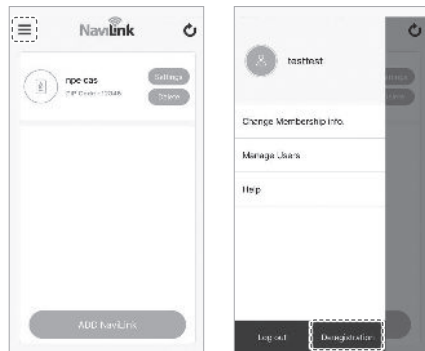 NaviLink
npe cas
Settings
Delete
ADD NaviLink
testtest
Change Membership info.
Manage Users
Help
Log out
Deregistration